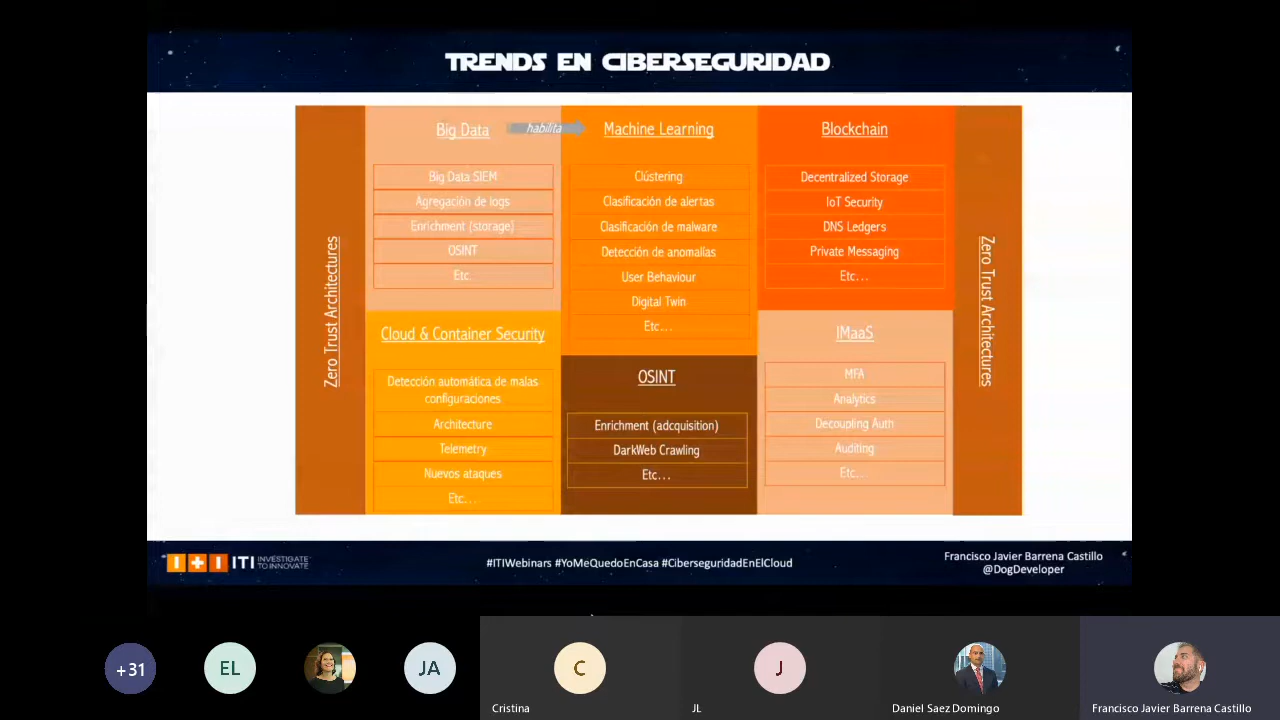 TRENDS EN CIBERSEGURIDAD
Zero Trust Architectures
Big Data
habilita
Big Data SIEM
Agregación de logs
Enrichment (storage)
OSINT
Etc.
Machine Learning
Clústering
Clasificación de alertas
Clasificación de malware
Detección de anomalías
User Behaviour
Digital Twin
Etc...
Blockchain
Decentralized Storage
IoT Security
DNS Ledgers
Private Messaging
Etc...
Cloud & Container Security
Detección automática de malas
configuraciones
Architecture
Telemetry
Nuevos ataques
Etc...
OSINT
Enrichment (adcquisition)
DarkWeb Crawling
Etc...
IMaaS
MFA
Analytics
Decoupling Auth
Auditing
Etc...
Zero Trust Architectures
I+I ITI INVESTIGATE
TO INNOVATE
#ITIWebinars #YoMeQuedoEnCasa #CiberseguridadEnElCloud
Francisco Javier Barrena Castillo
@DogDeveloper
+31
EL
JA
C
J
Cristina
JL
Daniel Saez Domingo
Francisco Javier Barrena Castillo